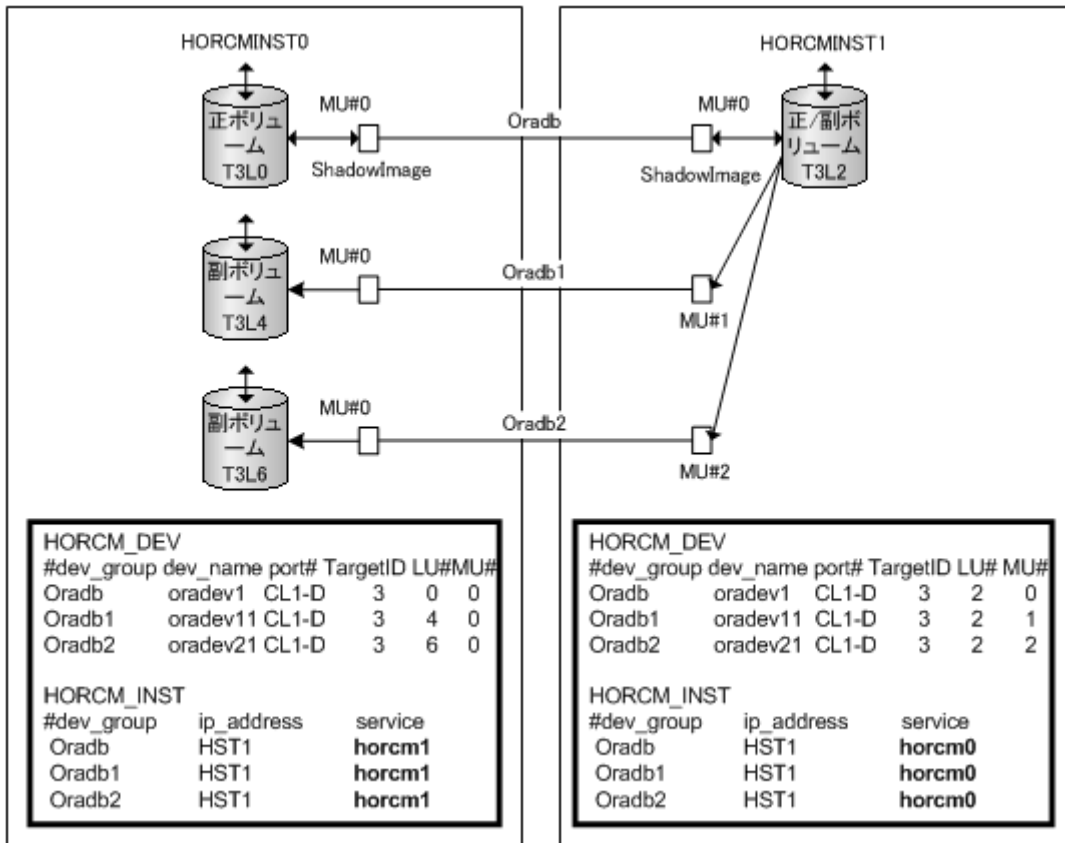 HORCMINST0
MU#0
正ボリュ
ーム
T3L0
ShadowImage
Oradb
HORCMINST1
MU#0
正/副ボ
リューム
T3L2
ShadowImage
MU#0
副ボリュ
ーム
T3L4
Oradb1
MU#1
MU#0
副ボリュ
ーム
T3L6
Oradb2
MU#2
HORCM_DEV
#dev_group dev_name port# TargetID LU#MU#
Oradb oradev1 CL1-D 3 0 0
Oradb1 oradev11 CL1-D 3 4 0
Oradb2 oradev21 CL1-D 3 6 0
HORCM_INST
#dev_group ip_address service
Oradb HST1 horcm1
Oradb1 HST1 horcm1
Oradb2 HST1 horcm1
HORCM_DEV
#dev_group dev_name port# TargetID LU# MU#
Oradb oradev1 CL1-D 3 2 0
Oradb1 oradev11 CL1-D 3 2 1
Oradb2 oradev21 CL1-D 3 2 2
HORCM_INST
#dev_group ip_address service
Oradb HST1 horcm0
Oradb1 HST1 horcm0
Oradb2 HST1 horcm0